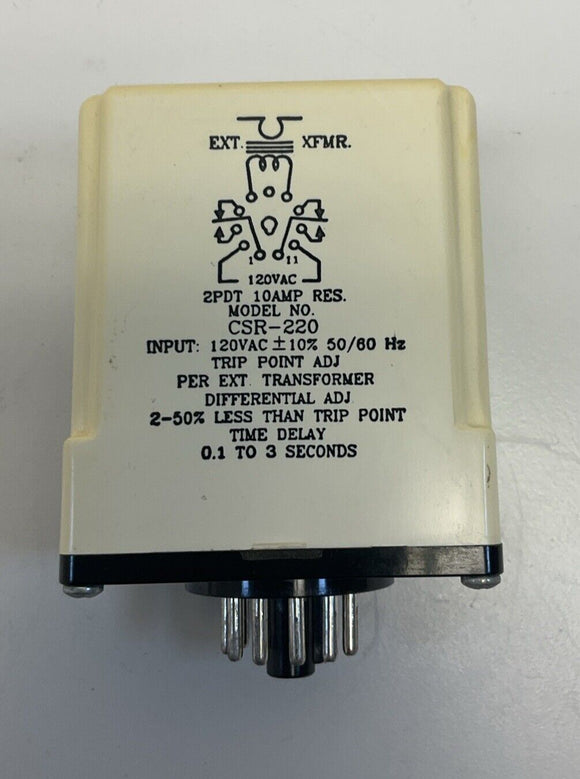 EXT. XFMR.
1 11
120VAC
2PDT 10AMP RES.
MODEL NO.
CSR-220
INPUT: 120VAC ±10% 50/60 Hz
TRIP POINT ADJ
PER EXT. TRANSFORMER
DIFFERENTIAL ADJ.
2-50% LESS THAN TRIP POINT
TIME DELAY
0.1 TO 3 SECONDS